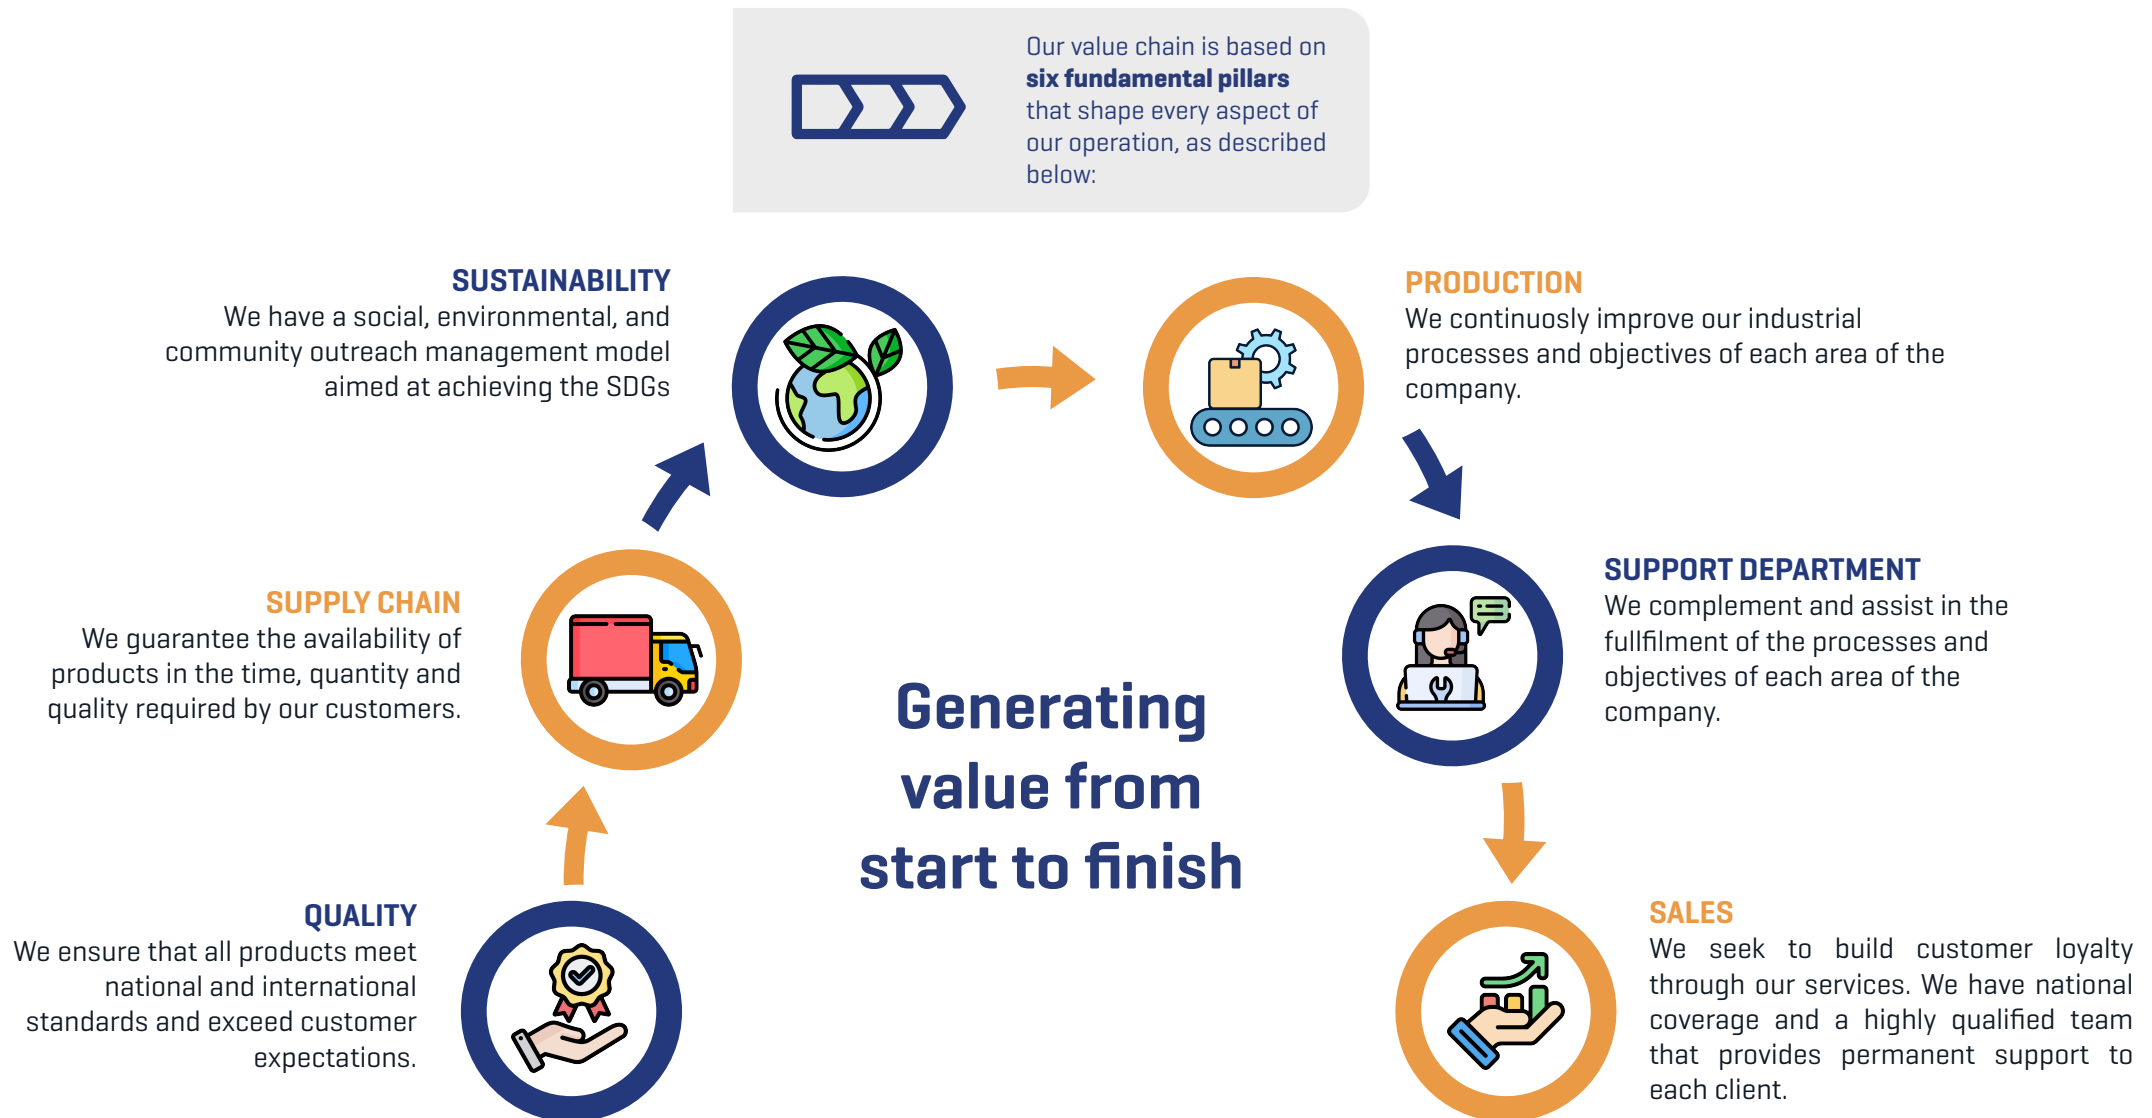 Our value chain is based on
six fundamental pillars
that shape every aspect of
our operation, as described
below:
SUSTAINABILITY
We have a social, environmental, and
community outreach management model
aimed at achieving the SDGs
PRODUCTION
We continuosly improve our industrial
processes and objectives of each area of the
company.
SUPPLY CHAIN
We guarantee the availability of
products in the time, quantity and
quality required by our customers.
SUPPORT DEPARTMENT
We complement and assist in the
fullfilment of the processes and
objectives of each area of the
company.
Generating
value from
start to finish
QUALITY
We ensure that all products meet
national and international
standards and exceed customer
expectations.
SALES
We seek to build customer loyalty
through our services. We have national
coverage and a highly qualified team
that provides permanent support to
each client.